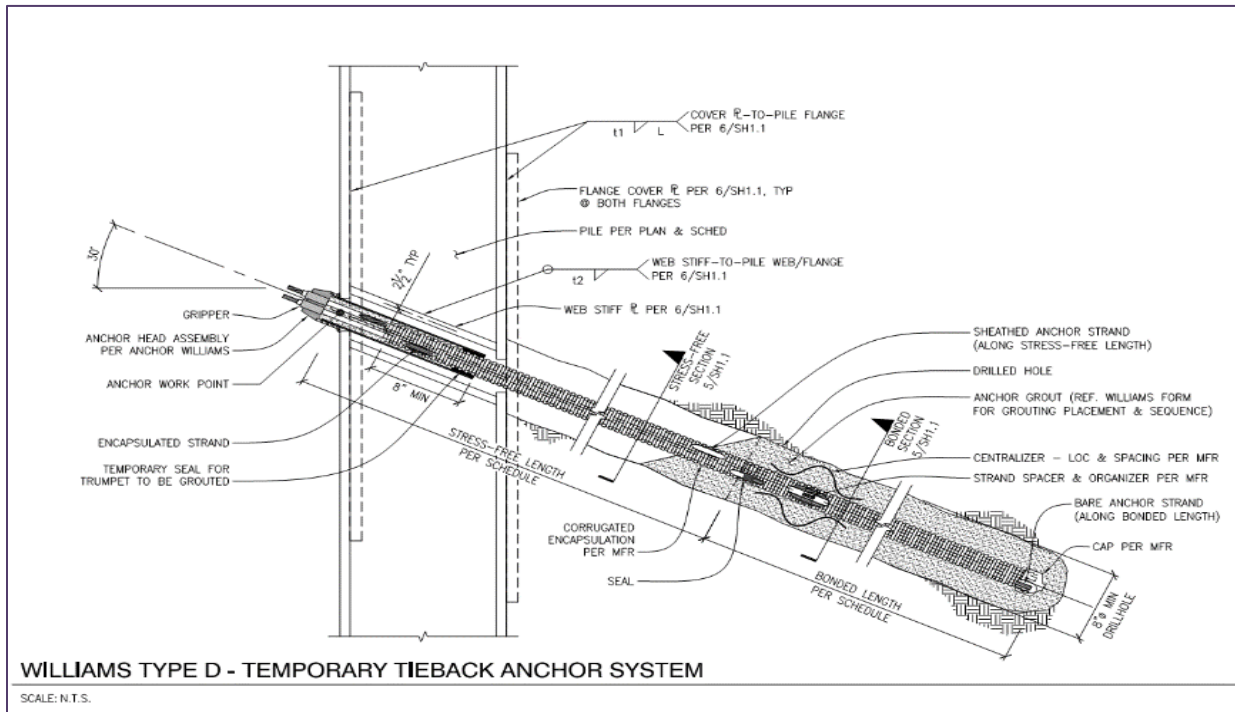 COVER ⅊-TO-PILE FLANGE
PER 6/SH1.1
t1
L
FLANGE COVER ⅊ PER 6/SH1.1, TYP
@ BOTH FLANGES
PILE PER PLAN & SCHED
WEB STIFF-TO-PILE WEB/FLANGE
PER 6/SH1.1
t2
WEB STIFF ⅊ PER 6/SH1.1
30°
2½" TYP
GRIPPER
ANCHOR HEAD ASSEMBLY
PER ANCHOR WILLIAMS
ANCHOR WORK POINT
8" MIN
ENCAPSULATED STRAND
TEMPORARY SEAL FOR
TRUMPET TO BE GROUTED
STRESS-FREE LENGTH
PER SCHEDULE
STRESS-FREE
SECTION
5/SH1.1
SHEATHED ANCHOR STRAND
(ALONG STRESS-FREE LENGTH)
DRILLED HOLE
ANCHOR GROUT (REF. WILLIAMS FORM
FOR GROUTING PLACEMENT & SEQUENCE)
BONDED
SECTION
5/SH1.1
CENTRALIZER - LOC & SPACING PER MFR
STRAND SPACER & ORGANIZER PER MFR
BARE ANCHOR STRAND
(ALONG BONDED LENGTH)
CAP PER MFR
CORRUGATED
ENCAPSULATION
PER MFR
SEAL
BONDED LENGTH
PER SCHEDULE
8"ø MIN
DRILLHOLE
WILLIAMS TYPE D - TEMPORARY TIEBACK ANCHOR SYSTEM
SCALE: N.T.S.